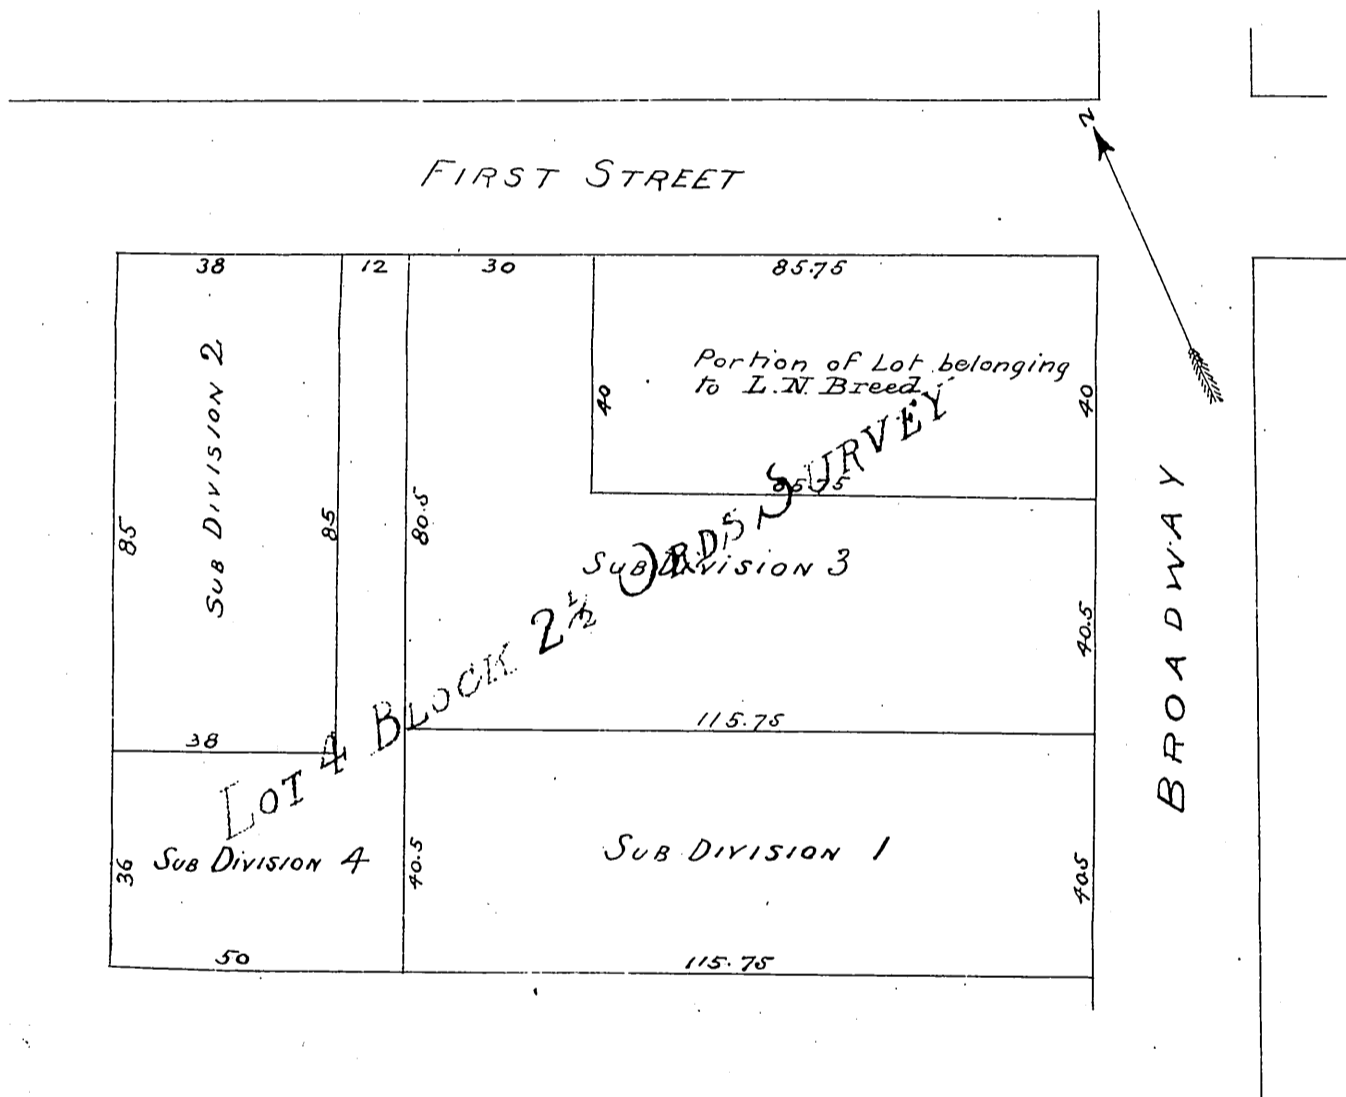 N
FIRST STREET
38 12 30 85.75
SUB DIVISION 2
Portion of Lot belonging
to L.N. Breed
40
40
85.75
85
85
80.5
SUB DIVISION 3
40.5
LOT 4 BLOCK 2½ ORD'S SURVEY
BROADWAY
115.75
38
36
SUB DIVISION 4
40.5
SUB DIVISION 1
40.5
50
115.75